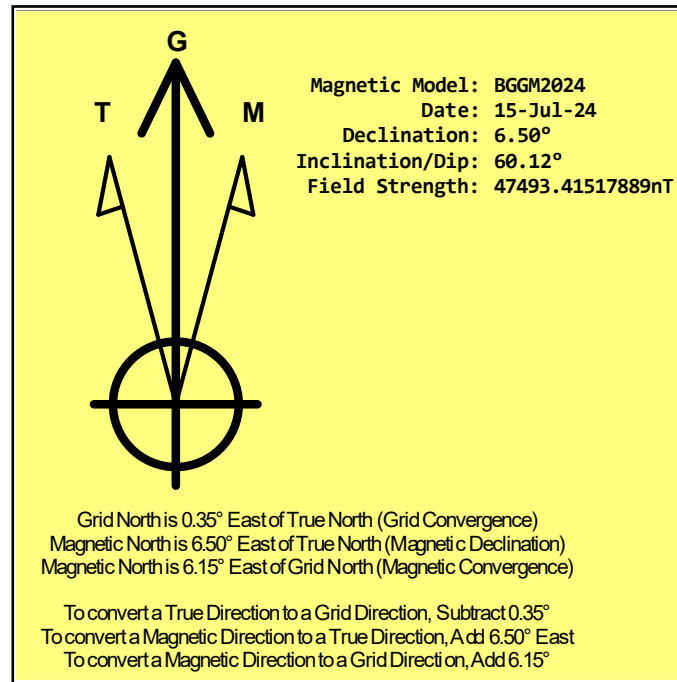 G
T M
Magnetic Model: BGGM2024
Date: 15-Jul-24
Declination: 6.50º
Inclination/Dip: 60.12º
Field Strength: 47493.41517889nT
Grid North is 0.35° East of True North (Grid Convergence)
Magnetic North is 6.50° East of True North (Magnetic Declination)
Magnetic North is 6.15° East of Grid North (Magnetic Convergence)
To convert a True Direction to a Grid Direction, Subtract 0.35°
To convert a Magnetic Direction to a True Direction, Add 6.50° East
To convert a Magnetic Direction to a Grid Direction, Add 6.15°